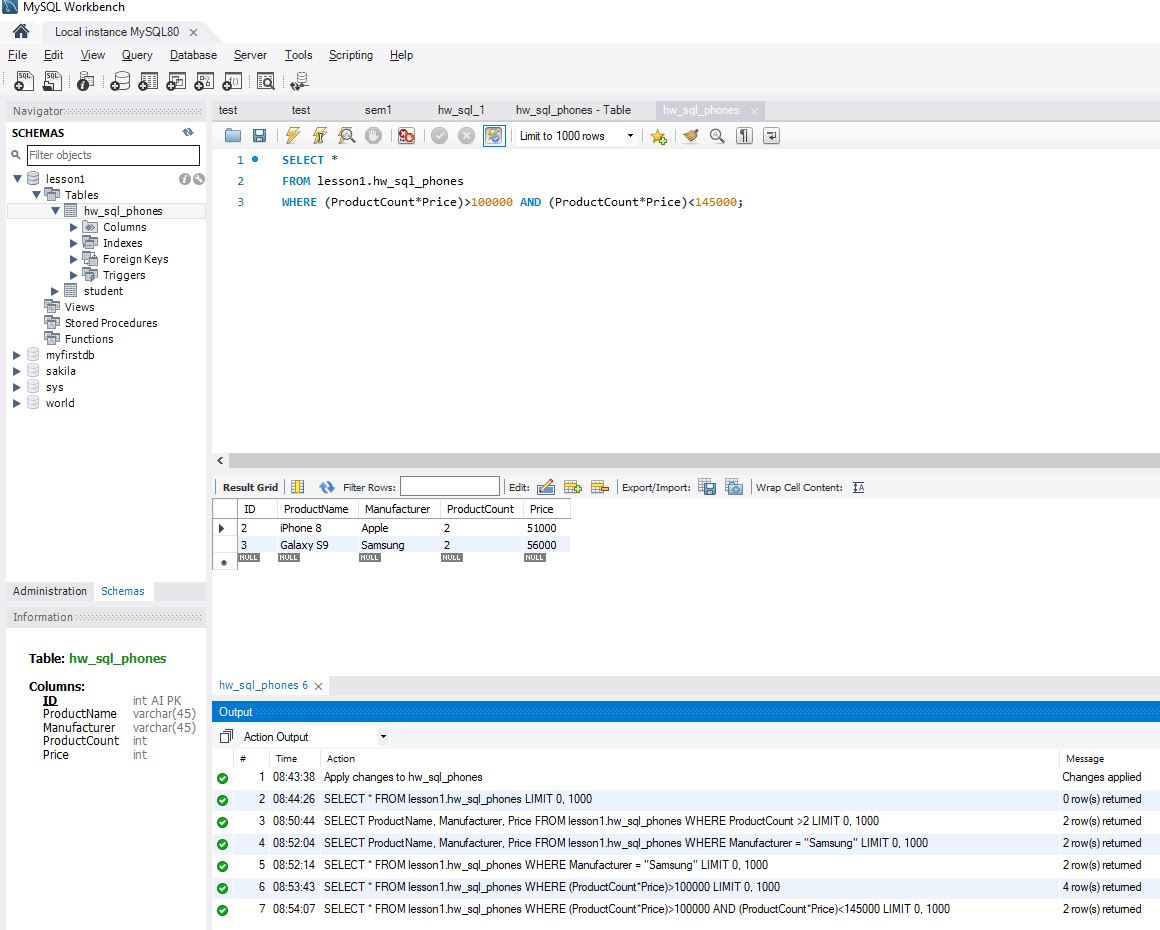 MySQL Workbench
Local instance MySQL80
File Edit View Query Database Server Tools Scripting Help
Navigator
SCHEMAS
Filter objects
lesson1
Tables
hw_sql_phones
Columns
Indexes
Foreign Keys
Triggers
student
Views
Stored Procedures
Functions
myfirstdb
sakila
sys
world
Administration Schemas
Information
Table: hw_sql_phones
Columns:
ID int AI PK
ProductName varchar(45)
Manufacturer varchar(45)
ProductCount int
Price int
test test sem1 hw_sql_1 hw_sql_phones - Table hw_sql_phones
Limit to 1000 rows
1 SELECT *
2 FROM lesson1.hw_sql_phones
3 WHERE (ProductCount*Price)>100000 AND (ProductCount*Price)<145000;
Result Grid Filter Rows: Edit: Export/Import: Wrap Cell Content:
ID ProductName Manufacturer ProductCount Price
2 iPhone 8 Apple 2 51000
3 Galaxy S9 Samsung 2 56000
NULL NULL NULL NULL NULL
hw_sql_phones 6
Output
Action Output
# Time Action Message
1 08:43:38 Apply changes to hw_sql_phones Changes applied
2 08:44:26 SELECT * FROM lesson1.hw_sql_phones LIMIT 0, 1000 0 row(s) returned
3 08:50:44 SELECT ProductName, Manufacturer, Price FROM lesson1.hw_sql_phones WHERE ProductCount >2 LIMIT 0, 1000 2 row(s) returned
4 08:52:04 SELECT ProductName, Manufacturer, Price FROM lesson1.hw_sql_phones WHERE Manufacturer = "Samsung" LIMIT 0, 1000 2 row(s) returned
5 08:52:14 SELECT * FROM lesson1.hw_sql_phones WHERE Manufacturer = "Samsung" LIMIT 0, 1000 2 row(s) returned
6 08:53:43 SELECT * FROM lesson1.hw_sql_phones WHERE (ProductCount*Price)>100000 LIMIT 0, 1000 4 row(s) returned
7 08:54:07 SELECT * FROM lesson1.hw_sql_phones WHERE (ProductCount*Price)>100000 AND (ProductCount*Price)<145000 LIMIT 0, 1000 2 row(s) returned